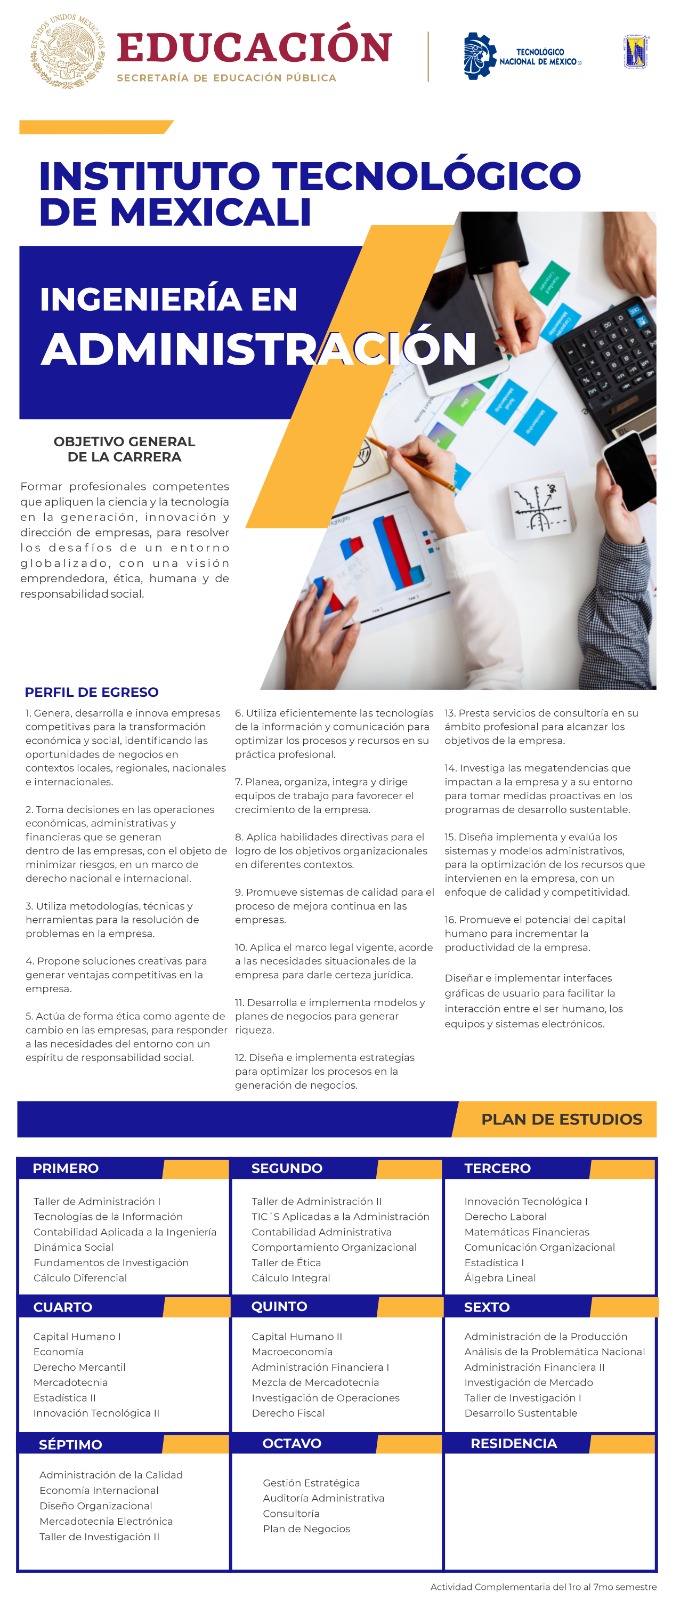 ESTADOS UNIDOS MEXICANOS
EDUCACIÓN
SECRETARÍA DE EDUCACIÓN PÚBLICA
TECNOLÓGICO
NACIONAL DE MÉXICO
INSTITUTO TECNOLÓGICO
DE MEXICALI
INGENIERÍA EN
ADMINISTRACIÓN
OBJETIVO GENERAL
DE LA CARRERA
Formar profesionales competentes
que apliquen la ciencia y la tecnología
en la generación, innovación y
dirección de empresas, para resolver
los desafíos de un entorno
globalizado, con una visión
emprendedora, ética, humana y de
responsabilidad social.
PERFIL DE EGRESO
1. Genera, desarrolla e innova empresas
competitivas para la transformación
económica y social, identificando las
oportunidades de negocios en
contextos locales, regionales, nacionales
e internacionales.
2. Toma decisiones en las operaciones
económicas, administrativas y
financieras que se generan
dentro de las empresas, con el objeto de
minimizar riesgos, en un marco de
derecho nacional e internacional.
3. Utiliza metodologías, técnicas y
herramientas para la resolución de
problemas en la empresa.
4. Propone soluciones creativas para
generar ventajas competitivas en la
empresa.
5. Actúa de forma ética como agente de
cambio en las empresas, para responder
a las necesidades del entorno con un
espíritu de responsabilidad social.
6. Utiliza eficientemente las tecnologías
de la información y comunicación para
optimizar los procesos y recursos en su
práctica profesional.
7. Planea, organiza, integra y dirige
equipos de trabajo para favorecer el
crecimiento de la empresa.
8. Aplica habilidades directivas para el
logro de los objetivos organizacionales
en diferentes contextos.
9. Promueve sistemas de calidad para el
proceso de mejora continua en las
empresas.
10. Aplica el marco legal vigente, acorde
a las necesidades situacionales de la
empresa para darle certeza jurídica.
11. Desarrolla e implementa modelos y
planes de negocios para generar
riqueza.
12. Diseña e implementa estrategias
para optimizar los procesos en la
generación de negocios.
13. Presta servicios de consultoría en su
ámbito profesional para alcanzar los
objetivos de la empresa.
14. Investiga las megatendencias que
impactan a la empresa y a su entorno
para tomar medidas proactivas en los
programas de desarrollo sustentable.
15. Diseña implementa y evalúa los
sistemas y modelos administrativos,
para la optimización de los recursos que
intervienen en la empresa, con un
enfoque de calidad y competitividad.
16. Promueve el potencial del capital
humano para incrementar la
productividad de la empresa.
Diseñar e implementar interfaces
gráficas de usuario para facilitar la
interacción entre el ser humano, los
equipos y sistemas electrónicos.
PLAN DE ESTUDIOS
PRIMERO
Taller de Administración I
Tecnologías de la Información
Contabilidad Aplicada a la Ingeniería
Dinámica Social
Fundamentos de Investigación
Cálculo Diferencial
SEGUNDO
Taller de Administración II
TIC´S Aplicadas a la Administración
Contabilidad Administrativa
Comportamiento Organizacional
Taller de Ética
Cálculo Integral
TERCERO
Innovación Tecnológica I
Derecho Laboral
Matemáticas Financieras
Comunicación Organizacional
Estadística I
Álgebra Lineal
CUARTO
Capital Humano I
Economía
Derecho Mercantil
Mercadotecnia
Estadística II
Innovación Tecnológica II
QUINTO
Capital Humano II
Macroeconomía
Administración Financiera I
Mezcla de Mercadotecnia
Investigación de Operaciones
Derecho Fiscal
SEXTO
Administración de la Producción
Análisis de la Problemática Nacional
Administración Financiera II
Investigación de Mercado
Taller de Investigación I
Desarrollo Sustentable
SÉPTIMO
Administración de la Calidad
Economía Internacional
Diseño Organizacional
Mercadotecnia Electrónica
Taller de Investigación II
OCTAVO
Gestión Estratégica
Auditoría Administrativa
Consultoría
Plan de Negocios
RESIDENCIA
Actividad Complementaria del 1ro al 7mo semestre